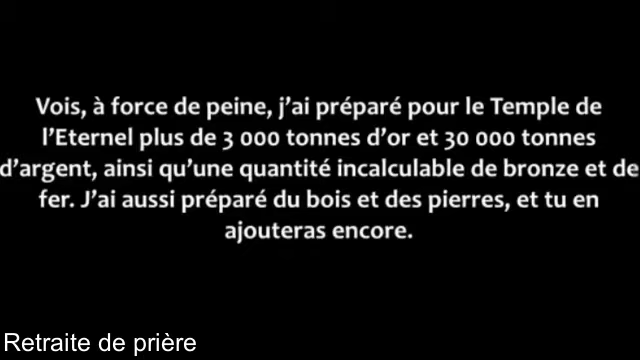 Vois, à force de peine, j’ai préparé pour le Temple de
l’Eternel plus de 3 000 tonnes d’or et 30 000 tonnes
d’argent, ainsi qu’une quantité incalculable de bronze et de
fer. J’ai aussi préparé du bois et des pierres, et tu en
ajouteras encore.
Retraite de prière